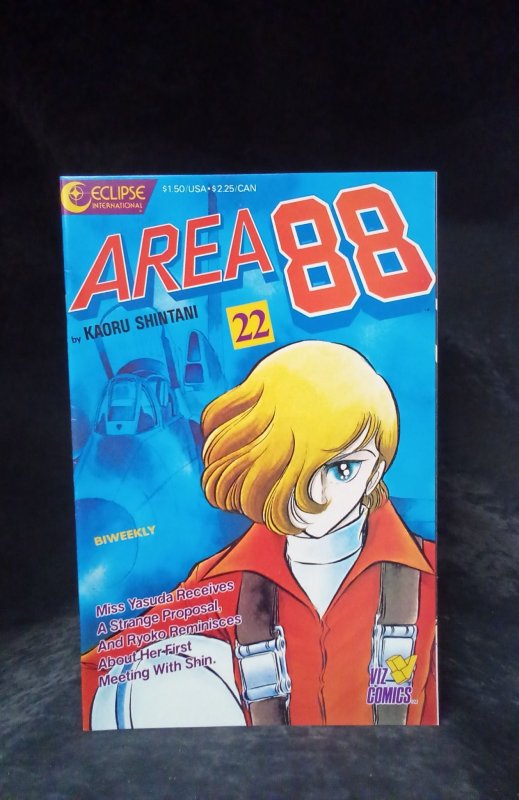 ECLIPSE
INTERNATIONAL
$1.50/USA • $2.25/CAN
AREA 88
by KAORU SHINTANI
22
BIWEEKLY
Miss Yasuda Receives
A Strange Proposal,
And Ryoko Reminisces
About Her First
Meeting With Shin.
VIZ
COMICS